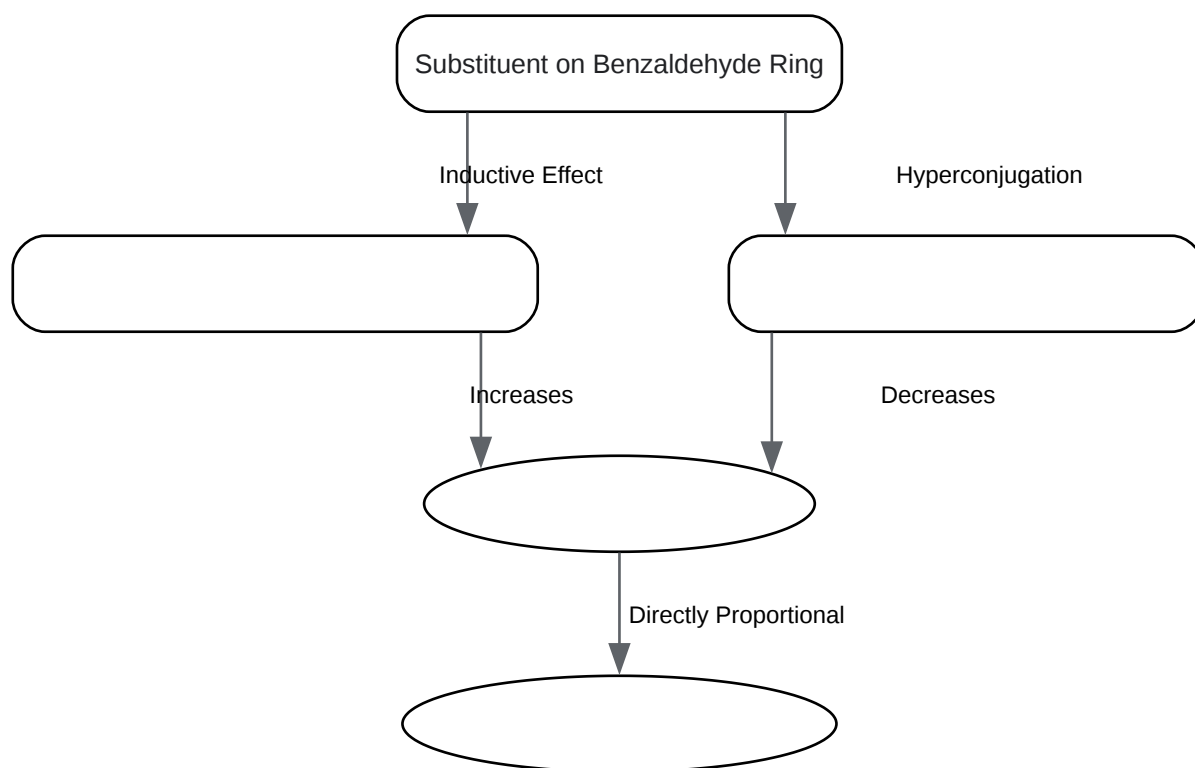 Substituent on Benzaldehyde Ring
Inductive Effect
Hyperconjugation
Increases
Decreases
Directly Proportional